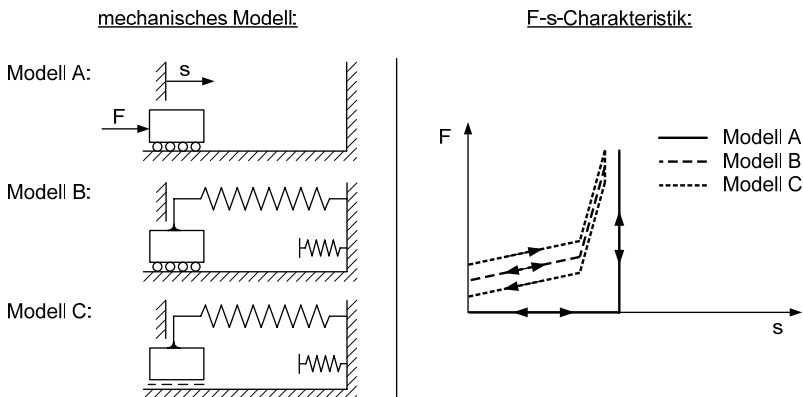 mechanisches Modell:
F-s-Charakteristik:
Modell A:
s
F
Modell B:
Modell C:
F
Modell A
Modell B
Modell C
s